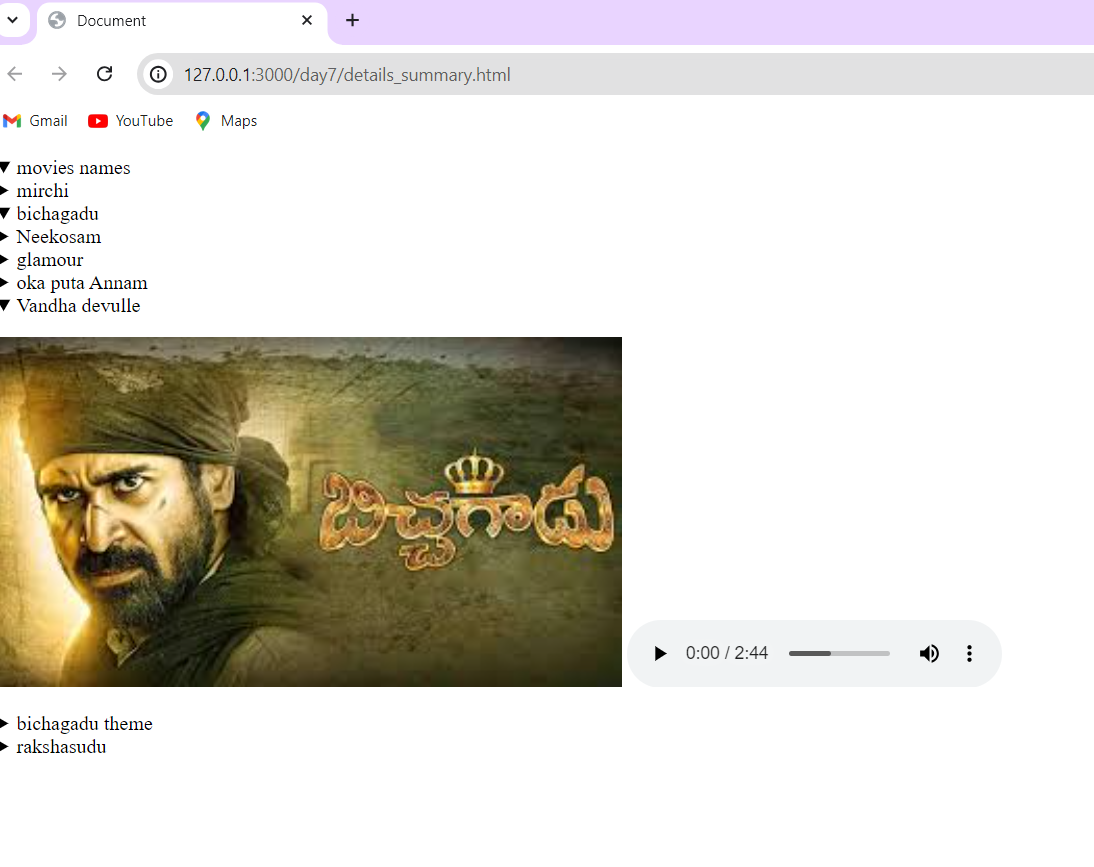 Document
127.0.0.1:3000/day7/details_summary.html
Gmail YouTube Maps
movies names
mirchi
bichagadu
Neekosam
glamour
oka puta Annam
Vandha devulle
బిచ్చగాడు
0:00 / 2:44
bichagadu theme
rakshasudu